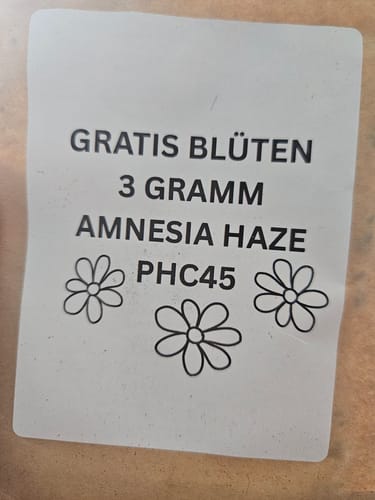 GRATIS BLÜTEN
3 GRAMM
AMNESIA HAZE
PHC45